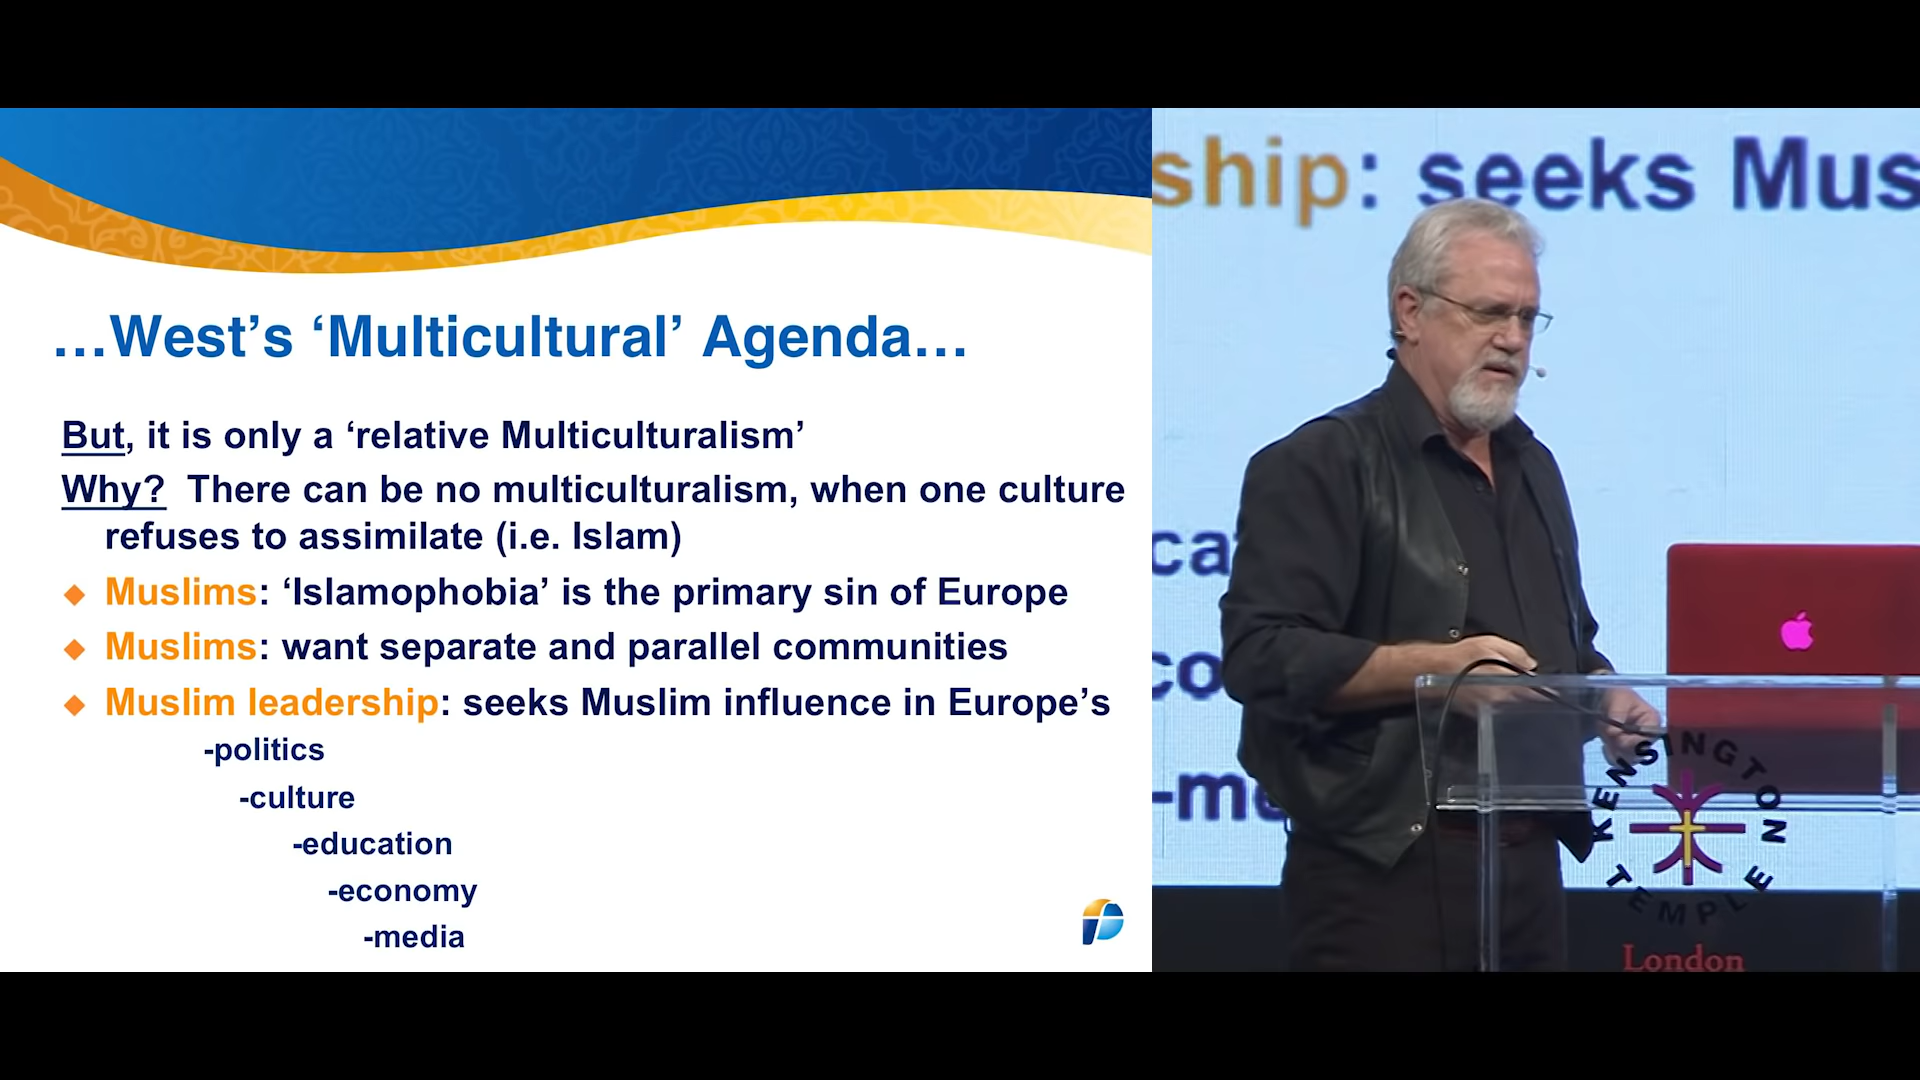 …West’s ‘Multicultural’ Agenda…
But, it is only a ‘relative Multiculturalism’
Why?  There can be no multiculturalism, when one culture
refuses to assimilate (i.e. Islam)
◆ Muslims: ‘Islamophobia’ is the primary sin of Europe
◆ Muslims: want separate and parallel communities
◆ Muslim leadership: seeks Muslim influence in Europe’s
-politics
-culture
-education
-economy
-media
ship: seeks Mus
ca
co
-me
KENSINGTON
TEMPLE
London